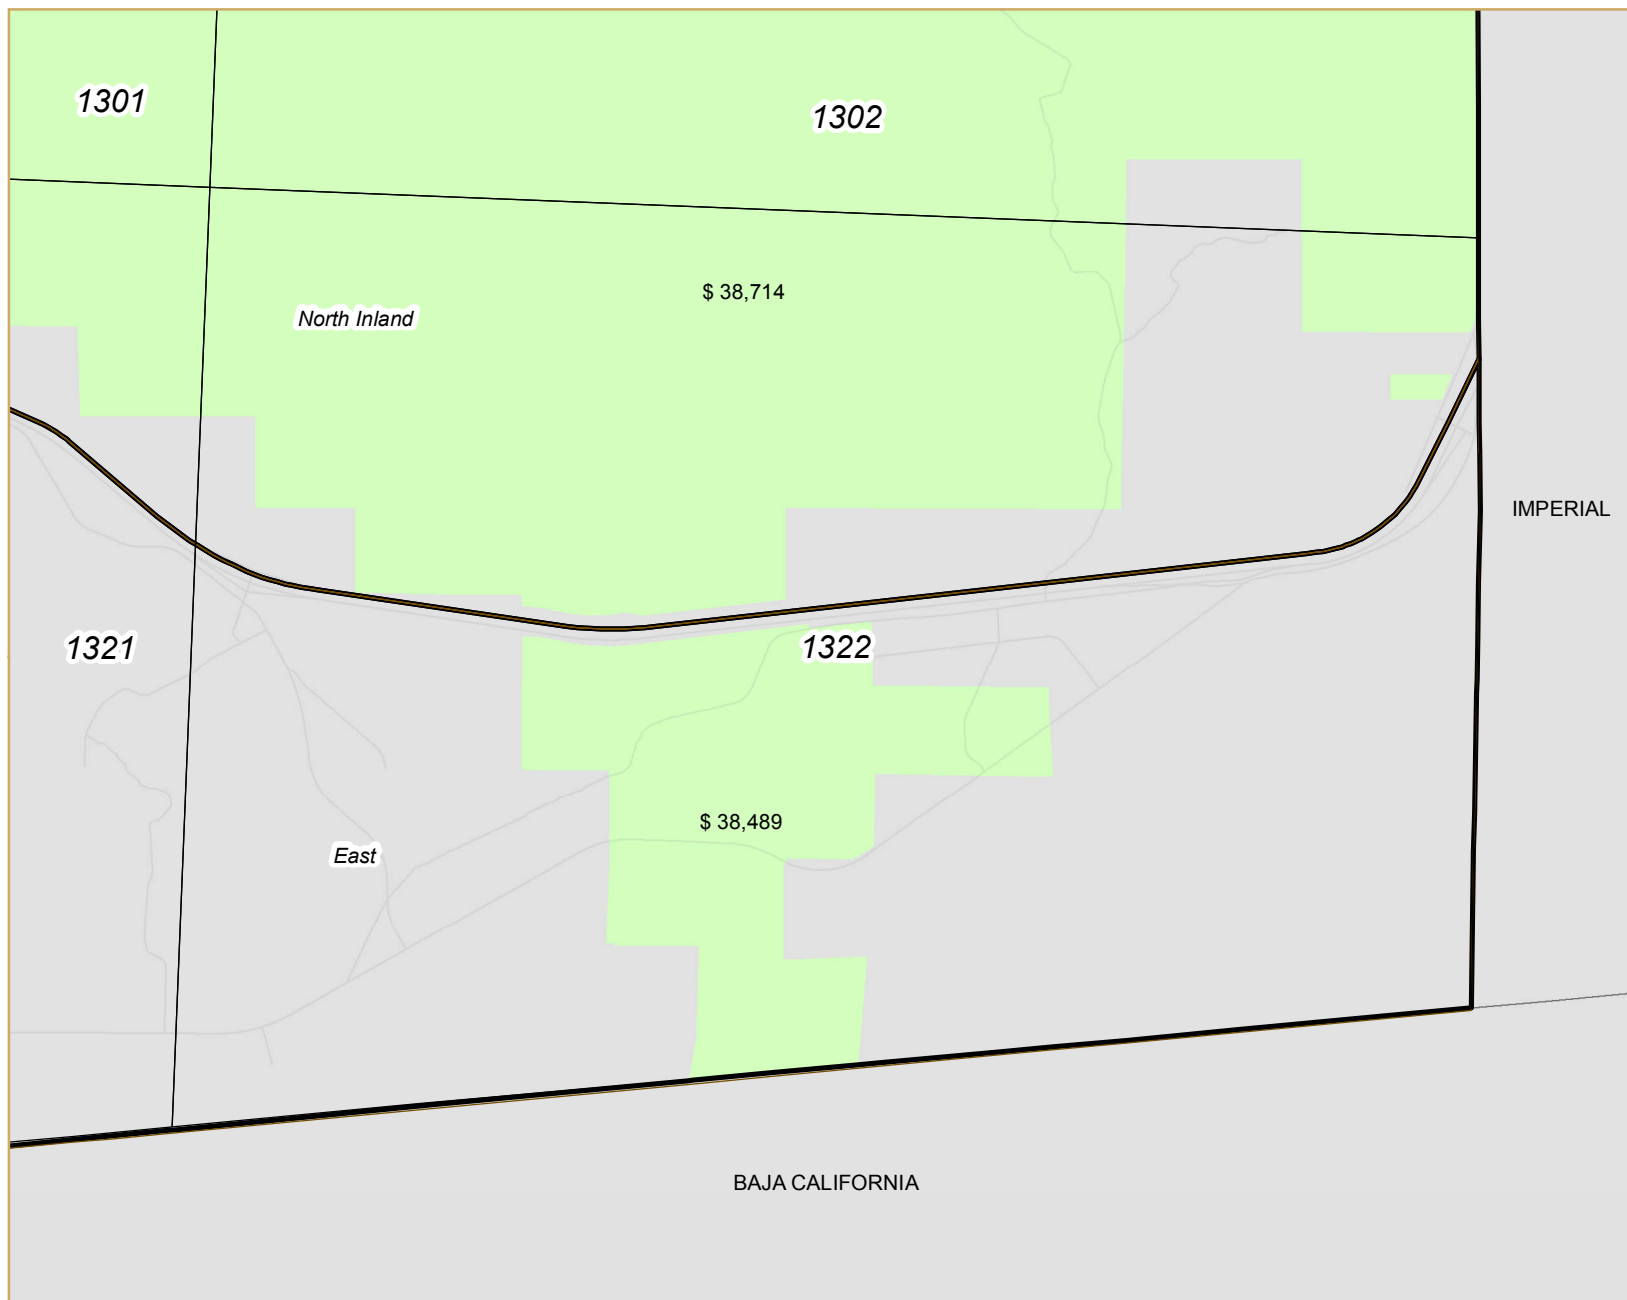 1301
1302
$ 38,714
North Inland
IMPERIAL
1321
1322
$ 38,489
East
BAJA CALIFORNIA